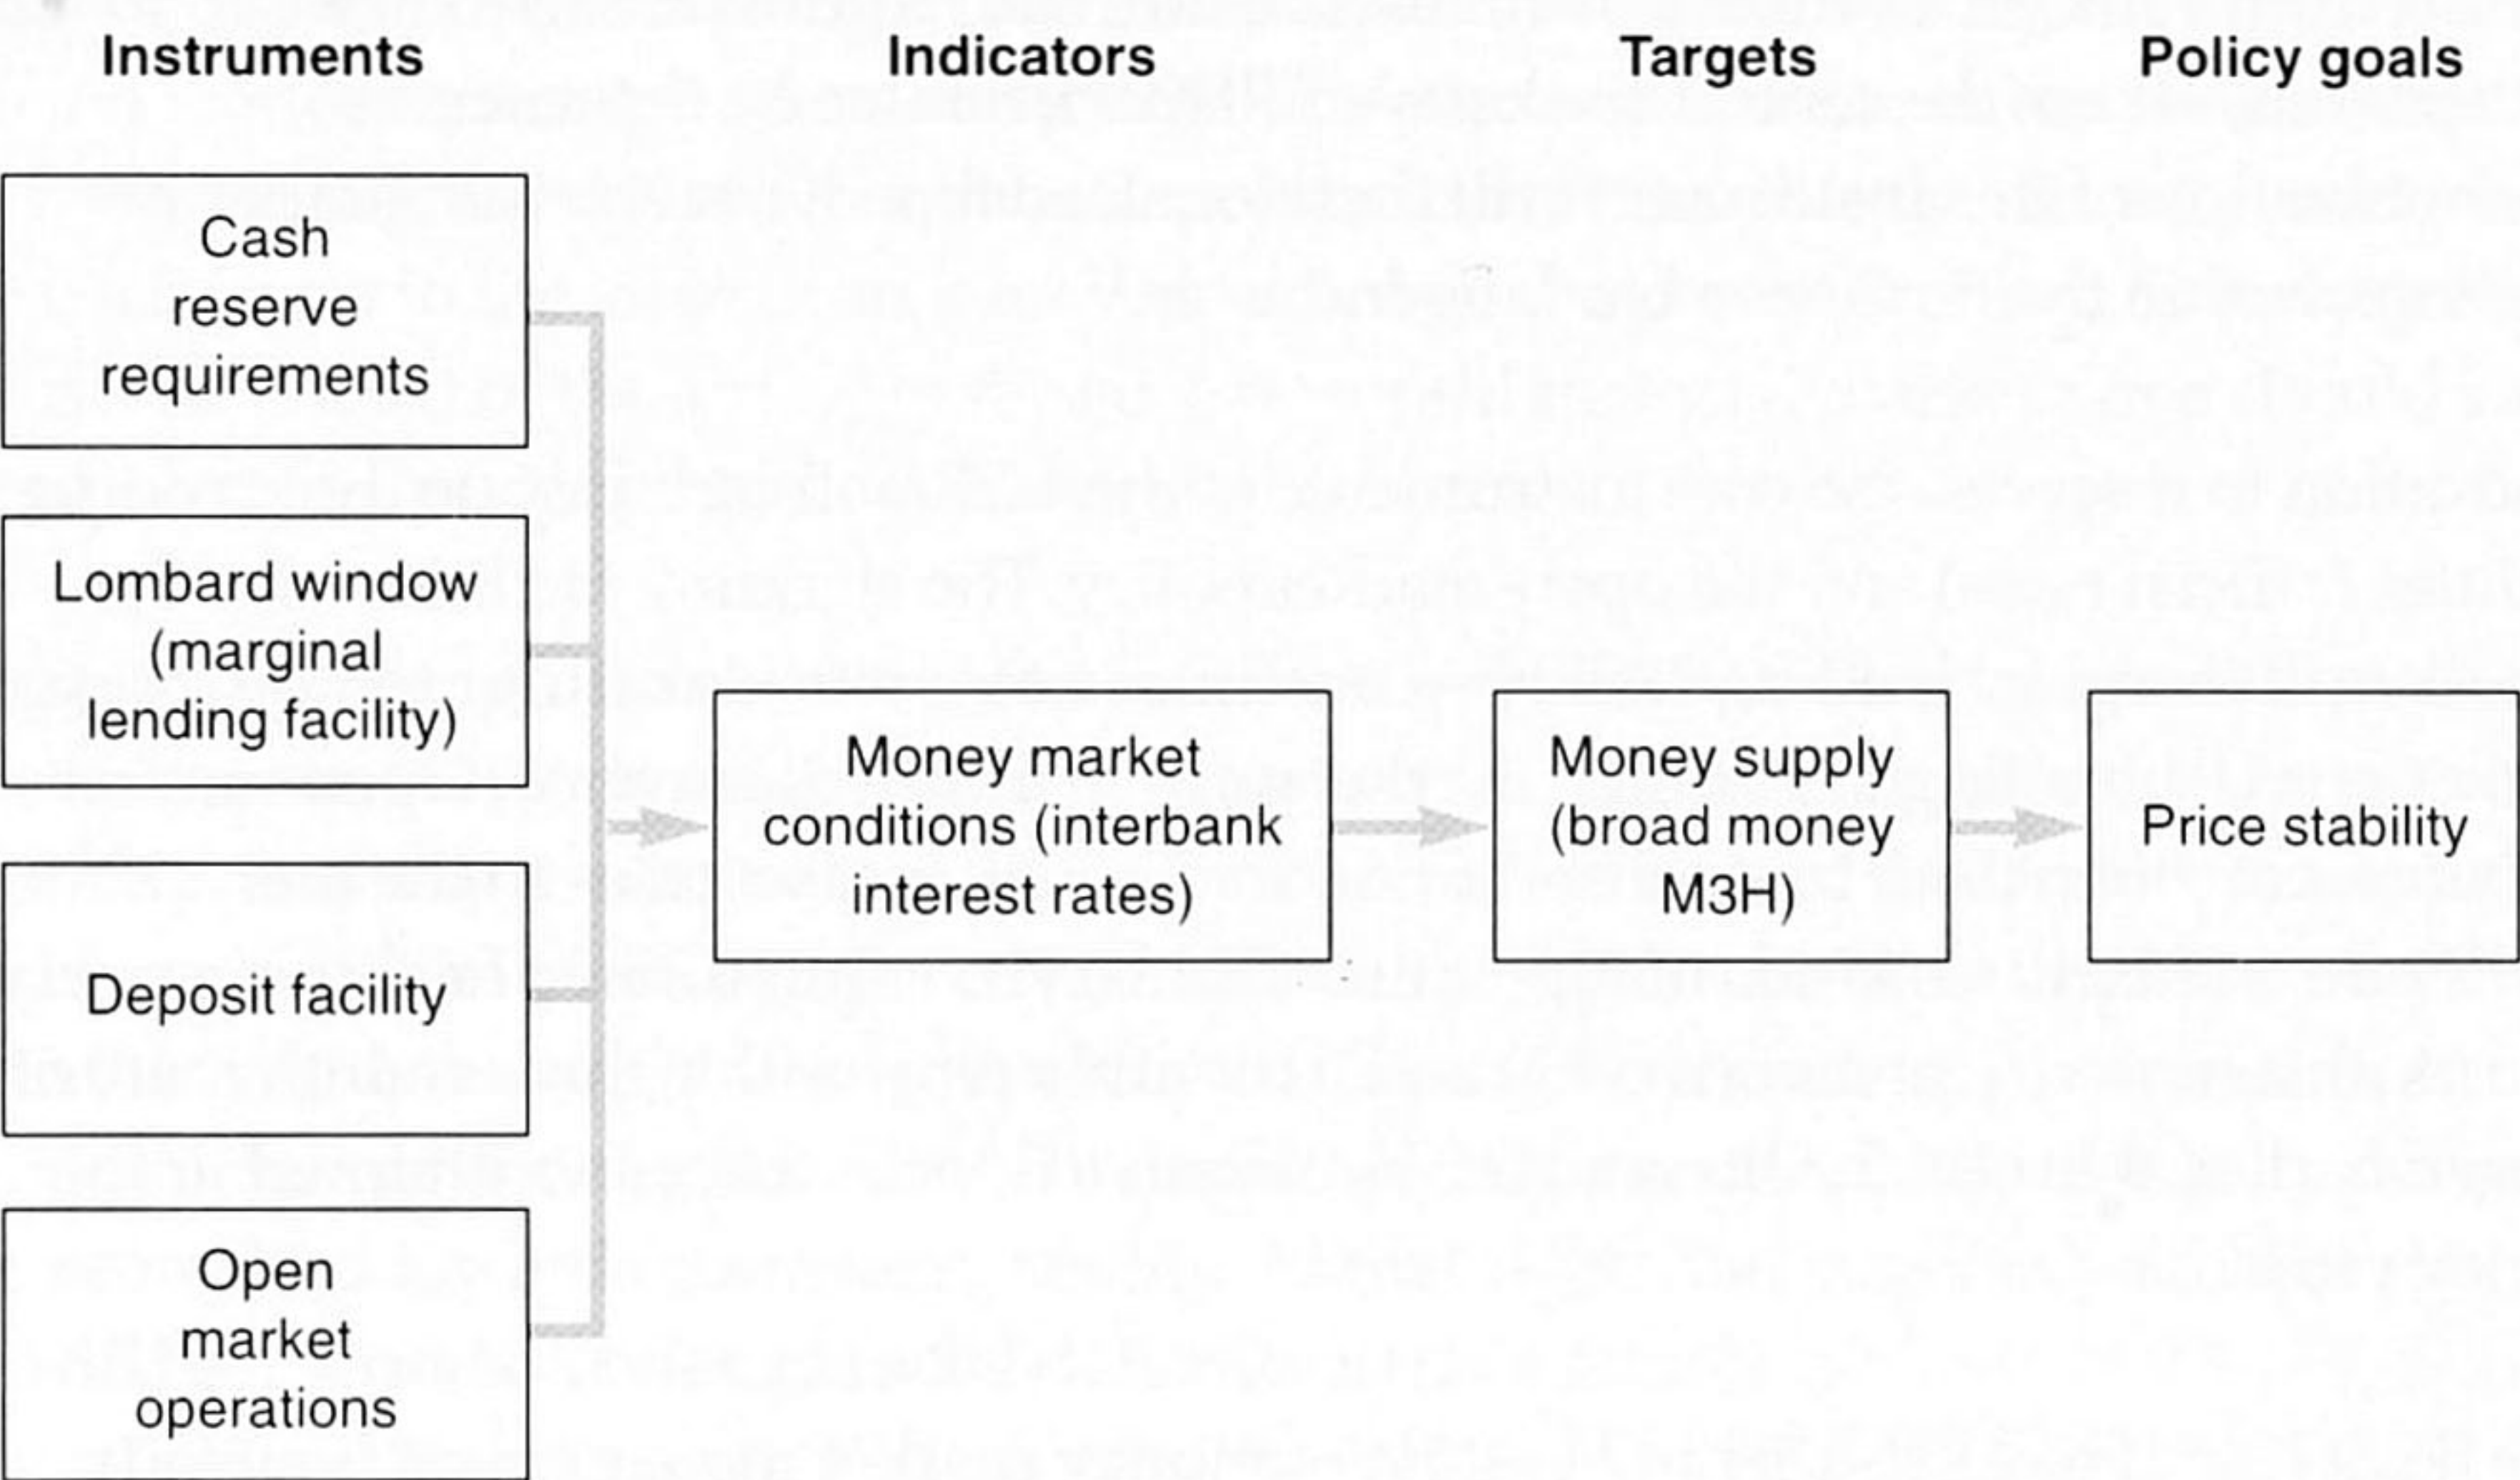 Instruments
Indicators
Targets
Policy goals
Cash
reserve
requirements
Lombard window
(marginal
lending facility)
Deposit facility
Open
market
operations
Money market
conditions (interbank
interest rates)
Money supply
(broad money
M3H)
Price stability